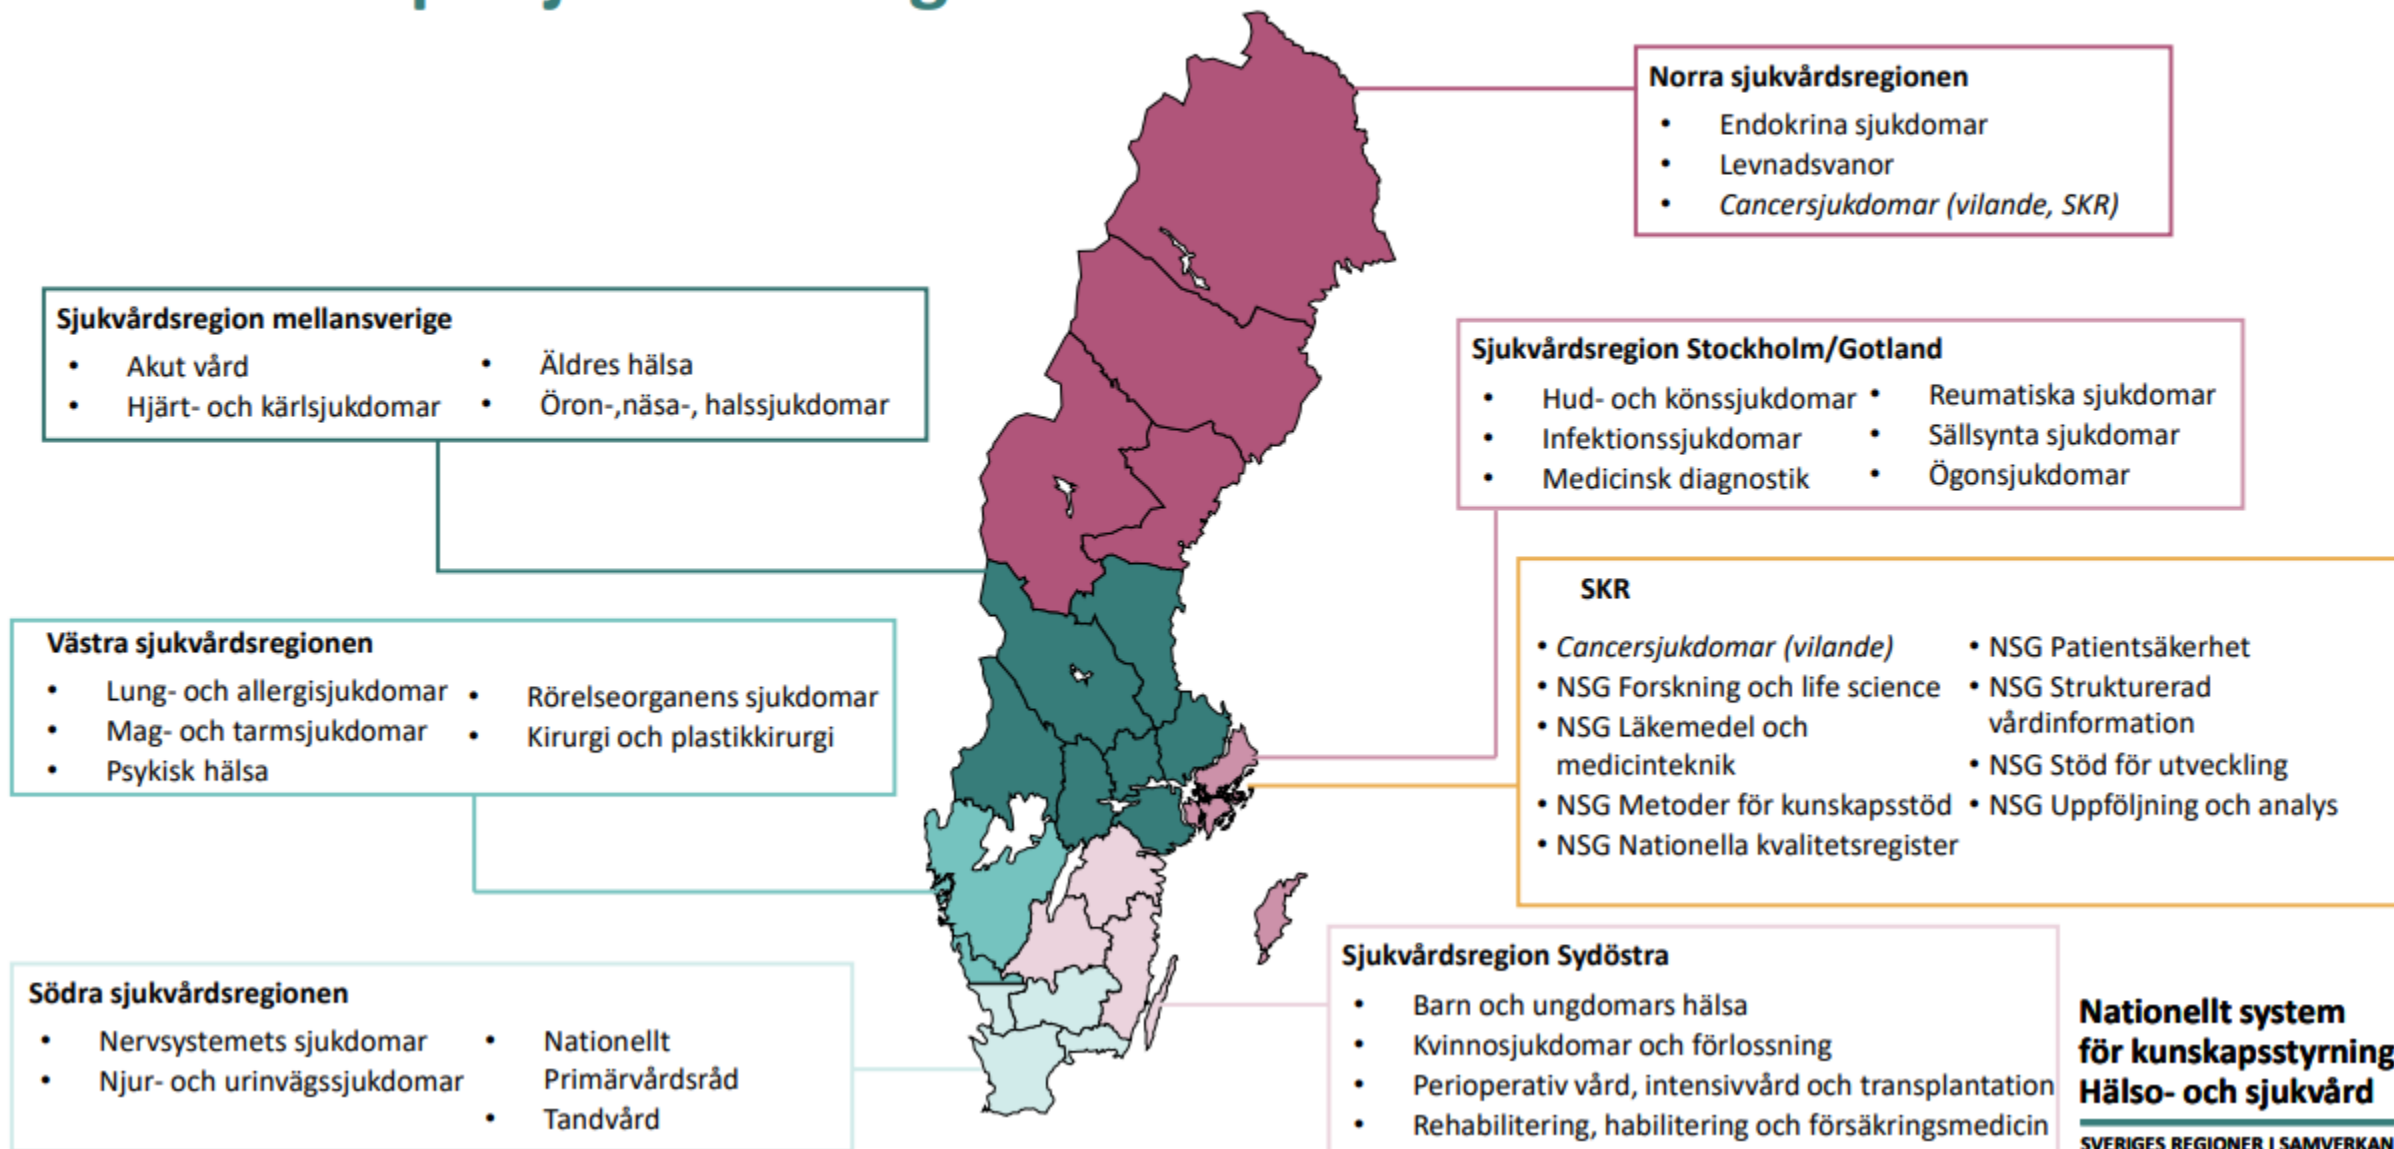 Norra sjukvårdsregionen
• Endokrina sjukdomar
• Levnadsvanor
• Cancersjukdomar (vilande, SKR)
Sjukvårdsregion mellansverige
• Akut vård
• Hjärt- och kärlsjukdomar
• Äldres hälsa
• Öron-,näsa-, halssjukdomar
Sjukvårdsregion Stockholm/Gotland
• Hud- och könssjukdomar
• Infektionssjukdomar
• Medicinsk diagnostik
• Reumatiska sjukdomar
• Sällsynta sjukdomar
• Ögonsjukdomar
SKR
• Cancersjukdomar (vilande)
• NSG Forskning och life science
• NSG Läkemedel och
medicinteknik
• NSG Metoder för kunskapsstöd
• NSG Nationella kvalitetsregister
• NSG Patientsäkerhet
• NSG Strukturerad
vårdinformation
• NSG Stöd för utveckling
• NSG Uppföljning och analys
Västra sjukvårdsregionen
• Lung- och allergisjukdomar
• Mag- och tarmsjukdomar
• Psykisk hälsa
• Rörelseorganens sjukdomar
• Kirurgi och plastikkirurgi
Södra sjukvårdsregionen
• Nervsystemets sjukdomar
• Njur- och urinvägssjukdomar
• Nationellt
Primärvårdsråd
• Tandvård
Sjukvårdsregion Sydöstra
• Barn och ungdomars hälsa
• Kvinnosjukdomar och förlossning
• Perioperativ vård, intensivvård och transplantation
• Rehabilitering, habilitering och försäkringsmedicin
Nationellt system
för kunskapsstyrning
Hälso- och sjukvård
SVERIGES REGIONER I SAMVERKAN